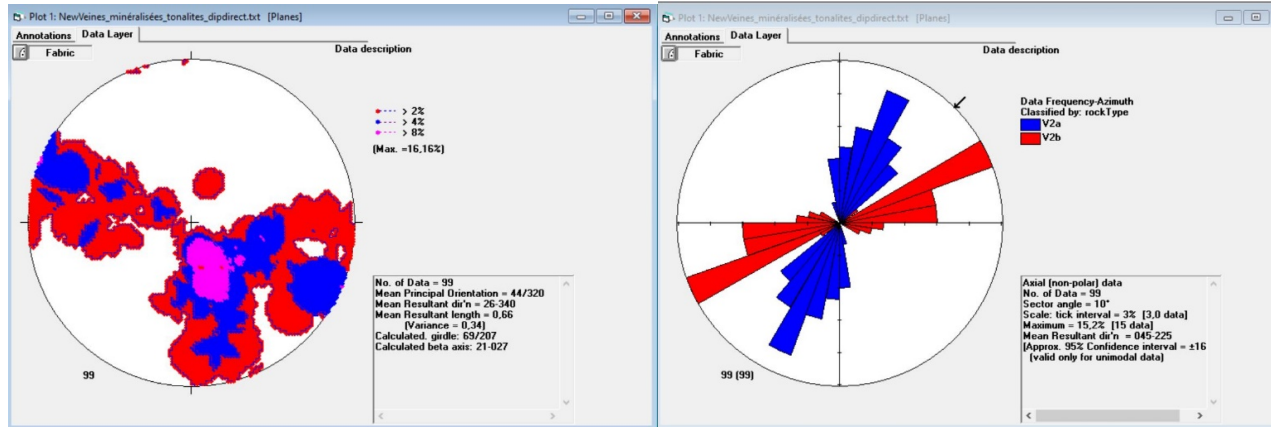 Plot 1: NewVeines_minéralisées_tonalites_dipdirect.txt [Planes]
Annotations Data Layer
Fabric
Data description
> 2%
> 4%
> 8%
(Max. =16,16%)
No. of Data = 99
Mean Principal Orientation = 44/320
Mean Resultant dir'n = 26-340
Mean Resultant length = 0,66
(Variance = 0,34)
Calculated. girdle: 69/207
Calculated beta axis: 21-027
99
Plot 1: NewVeines_minéralisées_tonalites_dipdirect.txt [Planes]
Annotations Data Layer
Fabric
Data description
Data Frequency-Azimuth
Classified by: rockType
V2a
V2b
Axial (non-polar) data
No. of Data = 99
Sector angle = 10°
Scale: tick interval = 3% [3,0 data]
Maximum = 15,2% [15 data]
Mean Resultant dir'n = 045-225
[Approx. 95% Confidence interval = ±16
(valid only for unimodal data)
99 (99)